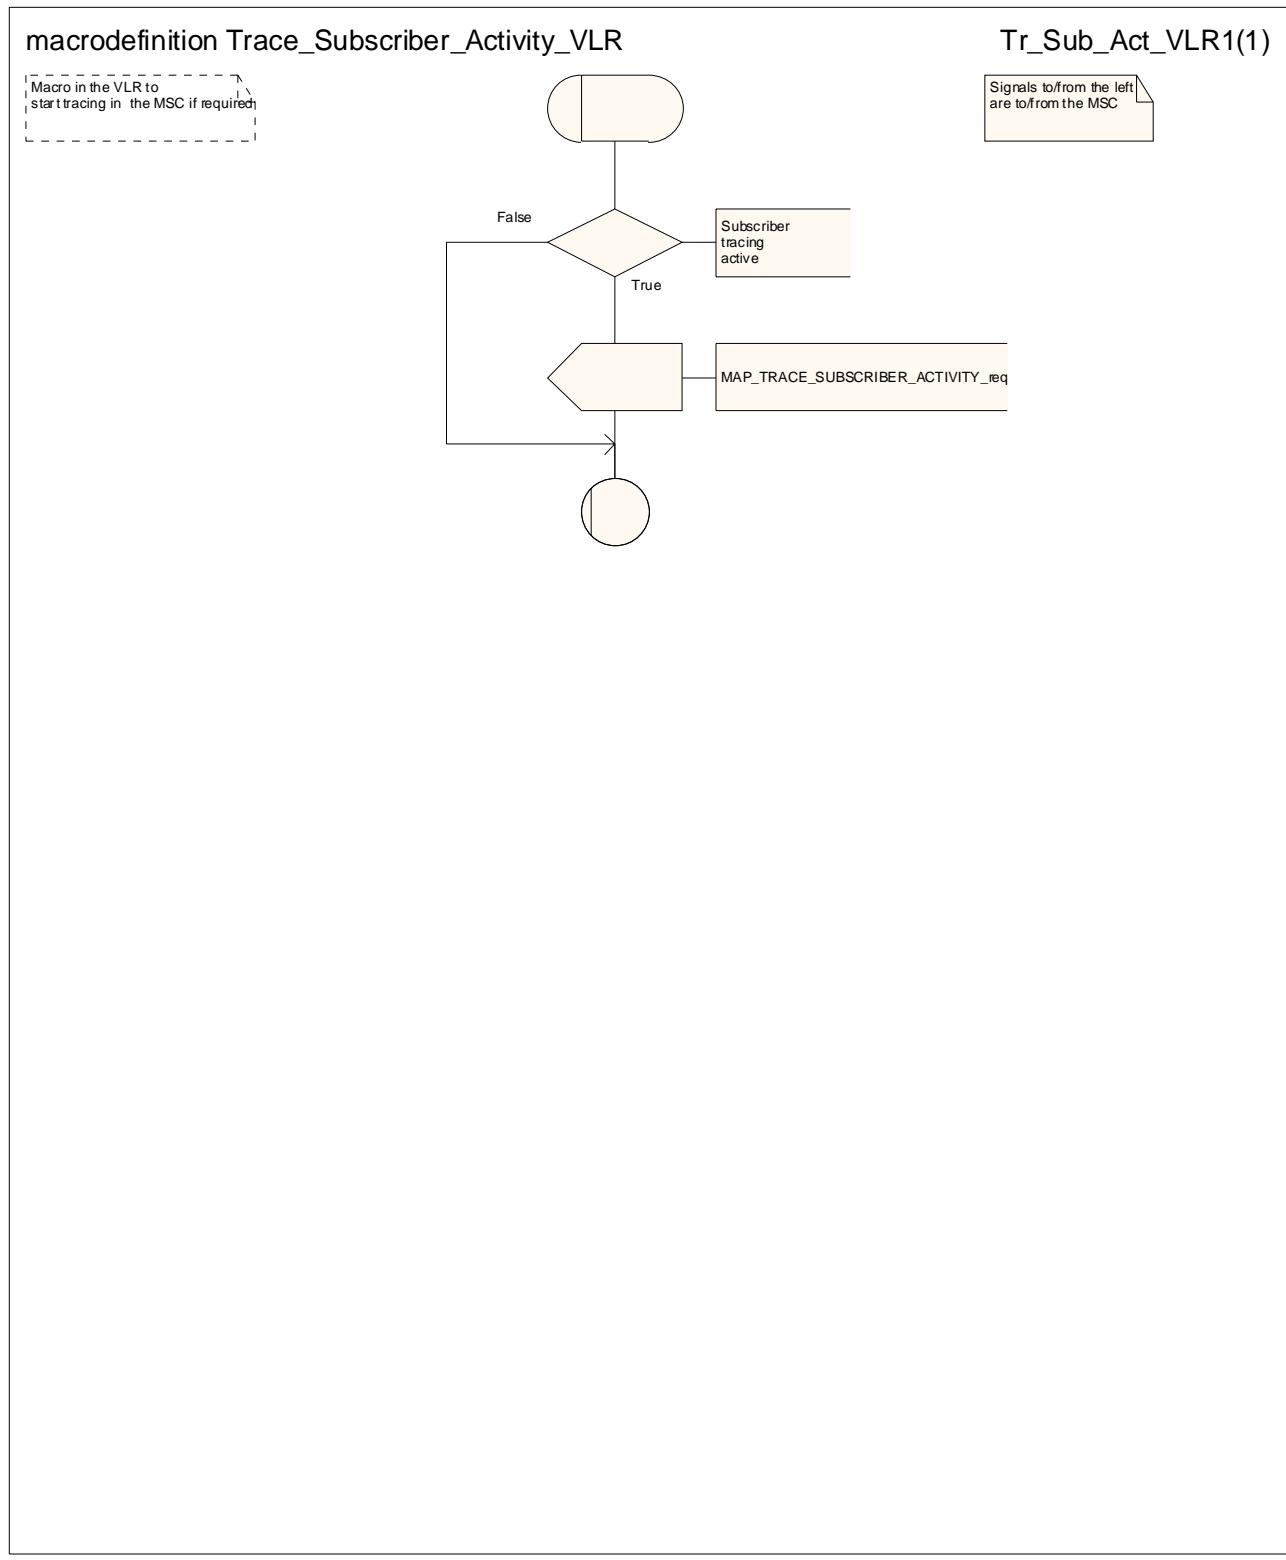 macrodefinition Trace_Subscriber_Activity_VLR
Tr_Sub_Act_VLR1(1)
Macro in the VLR to
start tracing in the MSC if required
Signals to/from the left
are to/from the MSC
False
Subscriber
tracing
active
True
MAP_TRACE_SUBSCRIBER_ACTIVITY_req